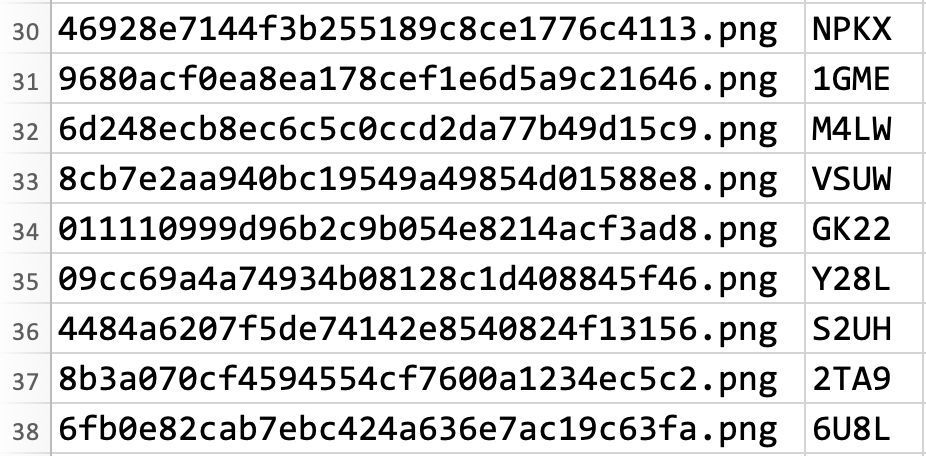 30 46928e7144f3b255189c8ce1776c4113.png NPKX
31 9680acf0ea8ea178cef1e6d5a9c21646.png 1GME
32 6d248ecb8ec6c5c0ccd2da77b49d15c9.png M4LW
33 8cb7e2aa940bc19549a49854d01588e8.png VSUW
34 011110999d96b2c9b054e8214acf3ad8.png GK22
35 09cc69a4a74934b08128c1d408845f46.png Y28L
36 4484a6207f5de74142e8540824f13156.png S2UH
37 8b3a070cf4594554cf7600a1234ec5c2.png 2TA9
38 6fb0e82cab7ebc424a636e7ac19c63fa.png 6U8L